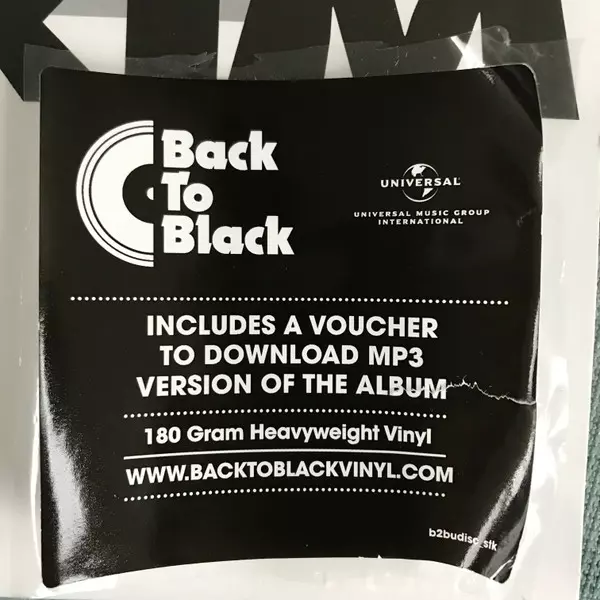 Back
To
Black
UNIVERSAL
UNIVERSAL MUSIC GROUP
INTERNATIONAL
INCLUDES A VOUCHER
TO DOWNLOAD MP3
VERSION OF THE ALBUM
180 Gram Heavyweight Vinyl
WWW.BACKTOBLACKVINYL.COM
b2budisc_stk